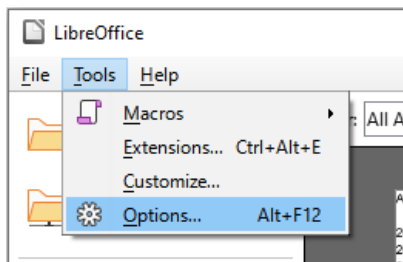 LibreOffice
File Tools Help
Macros
: All A
Extensions... Ctrl+Alt+E
Customize...
Options... Alt+F12